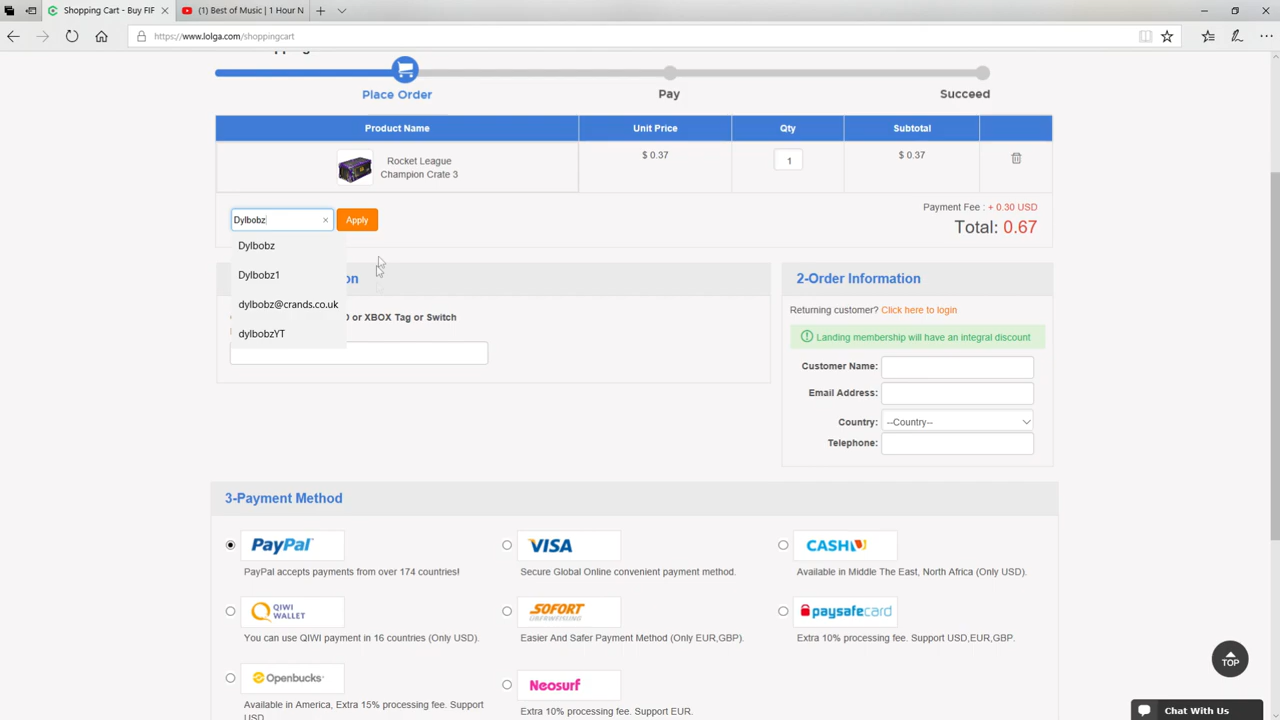 Shopping Cart - Buy FIF
(1) Best of Music | 1 Hour N
https://www.lolga.com/shoppingcart
Place Order
Pay
Succeed
Product Name
Unit Price
Qty
Subtotal
Rocket League
Champion Crate 3
$ 0.37
1
$ 0.37
Dylbobz
Apply
Payment Fee : + 0.30 USD
Total: 0.67
Dylbobz
Dylbobz1
dylbobz@crands.co.uk
dylbobzYT
on
D or XBOX Tag or Switch
2-Order Information
Returning customer? Click here to login
Landing membership will have an integral discount
Customer Name:
Email Address:
Country:
--Country--
Telephone:
3-Payment Method
PayPal
PayPal accepts payments from over 174 countries!
VISA
Secure Global Online convenient payment method.
CASHU
Available in Middle The East, North Africa (Only USD).
QIWI
WALLET
You can use QIWI payment in 16 countries (Only USD).
SOFORT
ÜBERWEISUNG
Easier And Safer Payment Method (Only EUR,GBP).
paysafecard
Extra 10% processing fee. Support USD,EUR,GBP.
Openbucks
Available in America, Extra 15% processing fee. Support
USD
Neosurf
Extra 10% processing fee. Support EUR.
TOP
Chat With Us